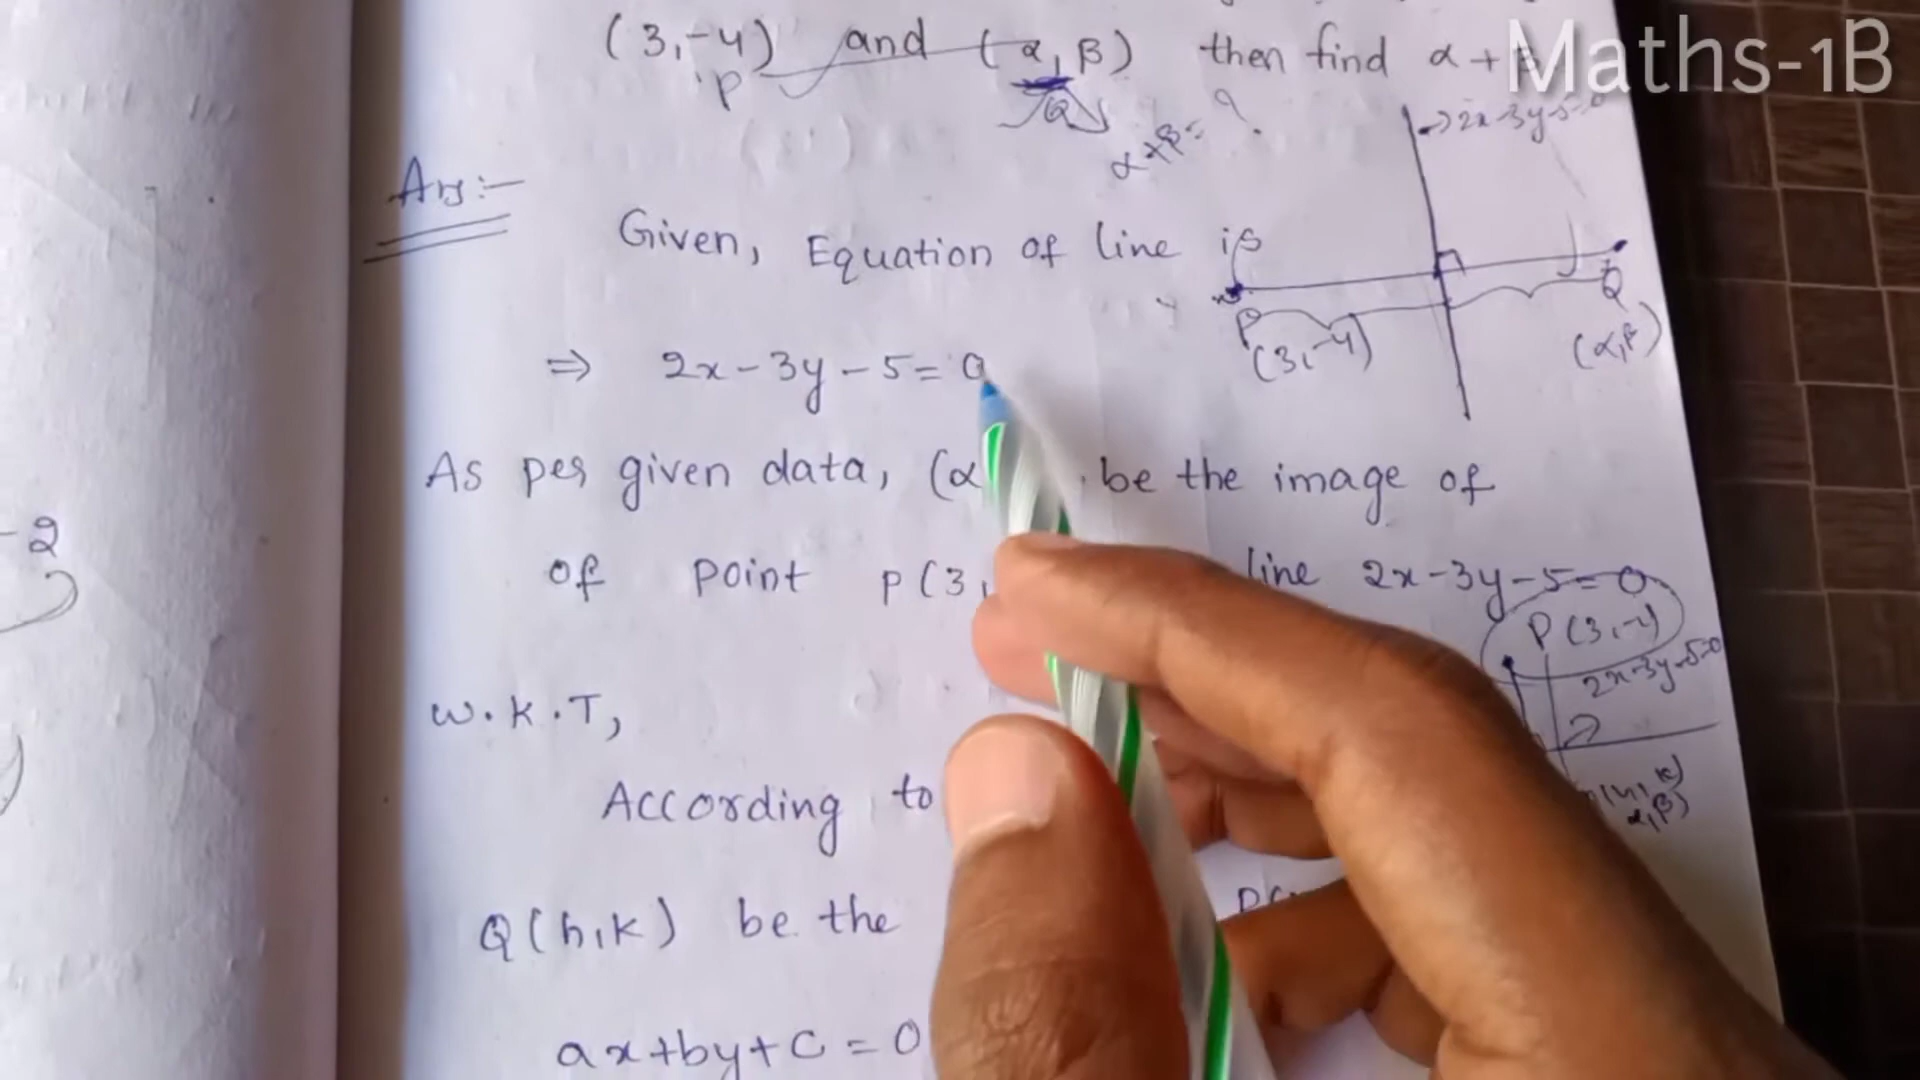 Maths-1B
(3,-4) and (α,β) then find α+β
P
Q
α+β= ?
→2x-3y-5=0
Ans:-
Given, Equation of line is
P
(3,-4)
Q
(α,β)
⇒ 2x-3y-5=0
As per given data, (α be the image of
of point P(3, line 2x-3y-5=0
-2
P(3,-4)
2x-3y-5=0
W.K.T,
According to
α,β)
Q(h,k) be the
ax+by+c=0